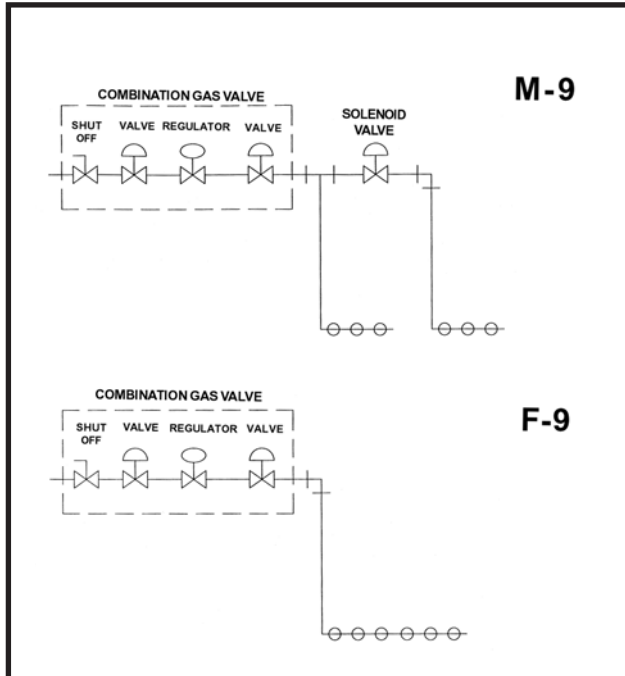 M-9
COMBINATION GAS VALVE
SHUT OFF
VALVE
REGULATOR
VALVE
SOLENOID
VALVE
F-9
COMBINATION GAS VALVE
SHUT OFF
VALVE
REGULATOR
VALVE